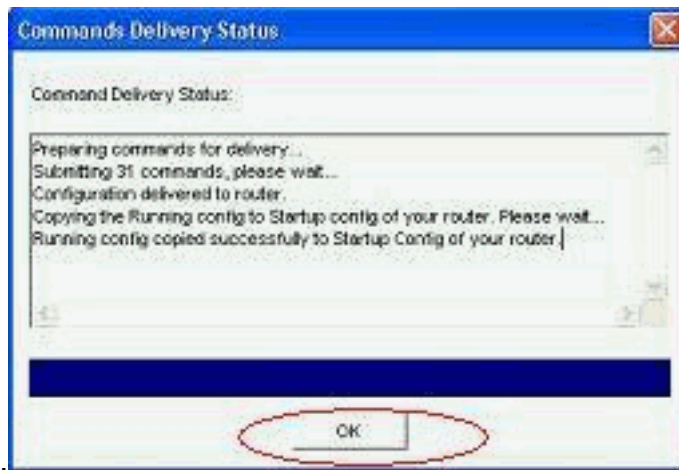 Commands Delivery Status
Command Delivery Status:
Preparing commands for delivery...
Submitting 31 commands, please wait...
Configuration delivered to router.
Copying the Running config to Startup config of your router. Please wait...
Running config copied successfully to Startup Config of your router.
OK